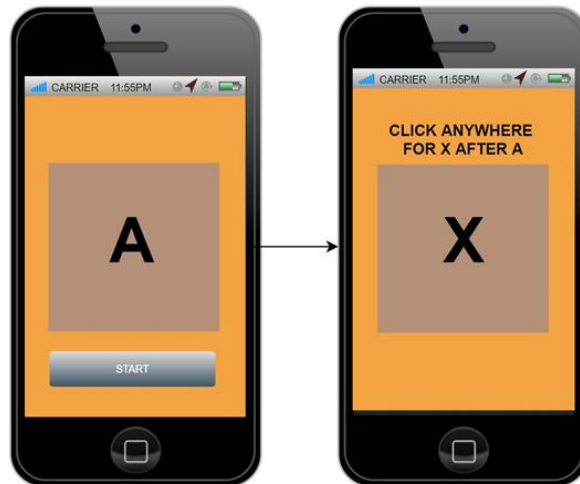 CARRIER 11:55PM
A
START
CARRIER 11:55PM
CLICK ANYWHERE
FOR X AFTER A
X